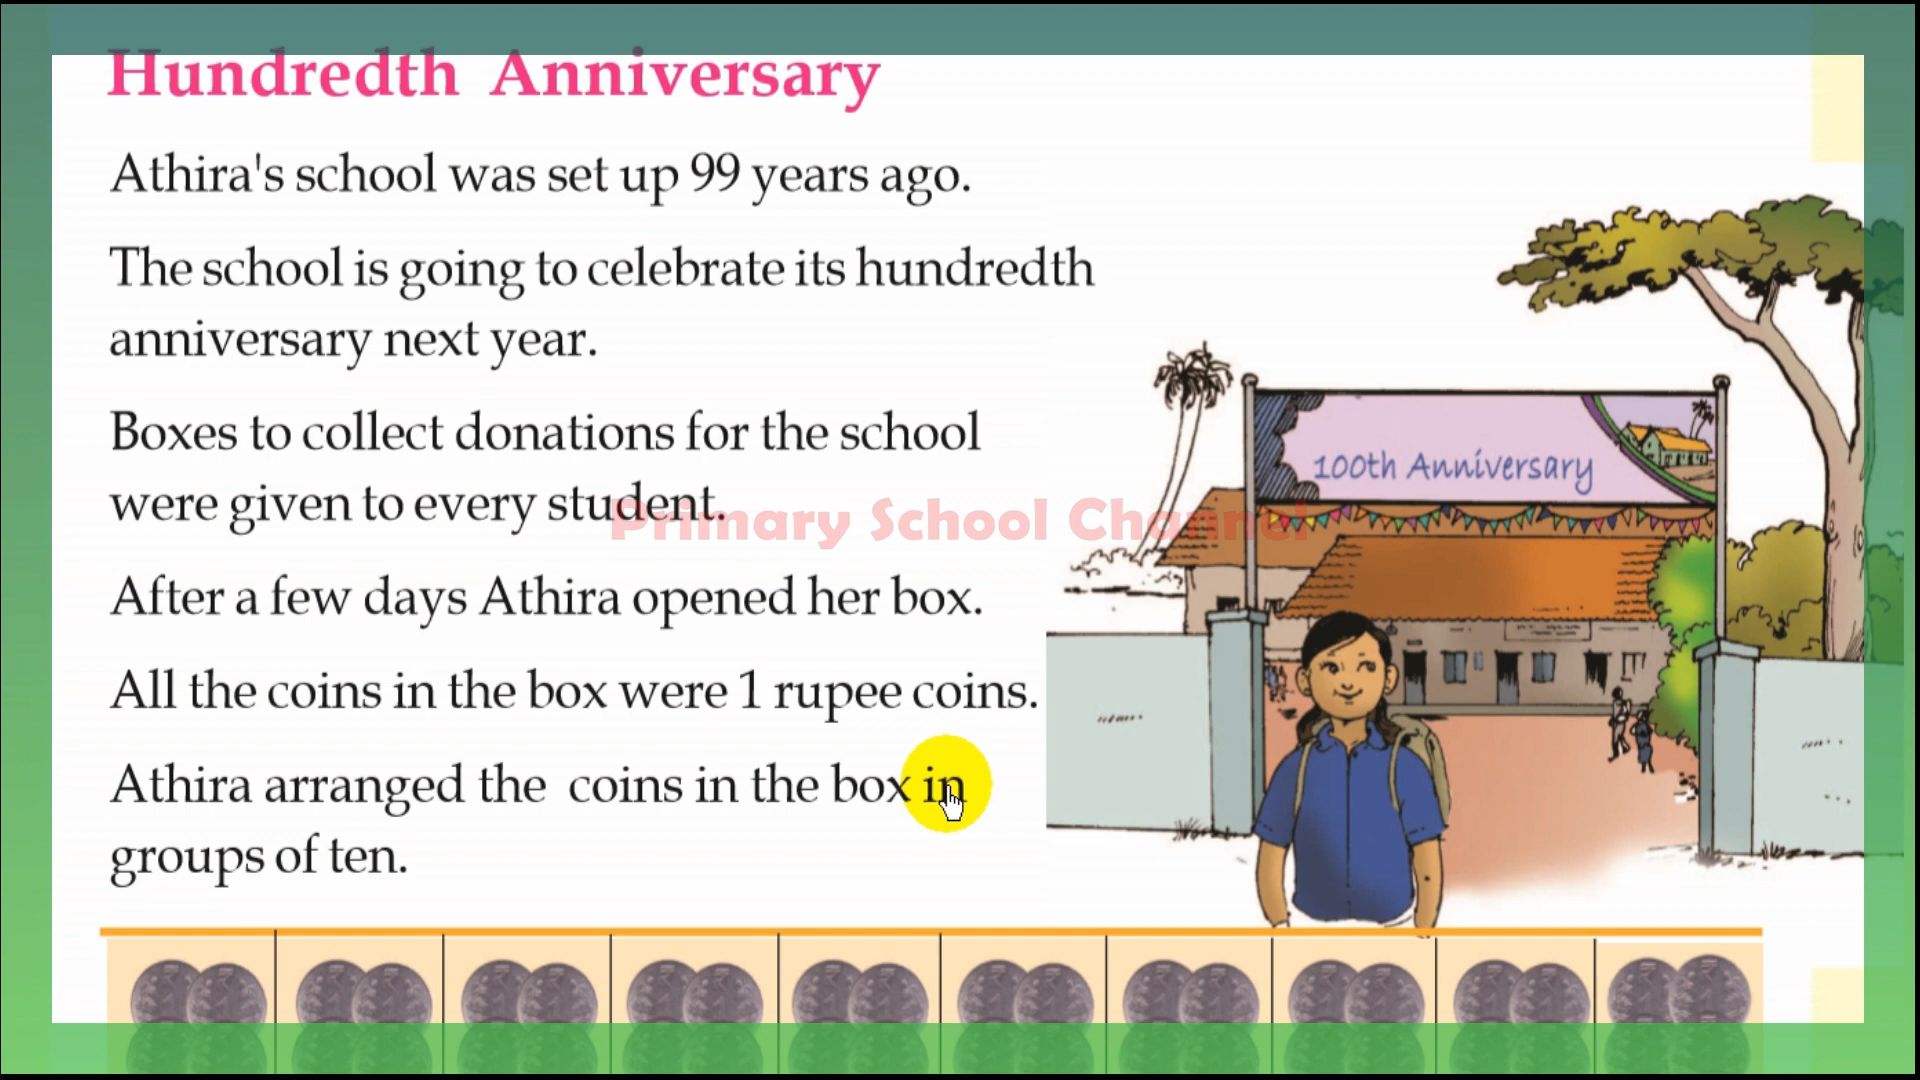 Hundredth Anniversary
Athira's school was set up 99 years ago.
The school is going to celebrate its hundredth
anniversary next year.
Boxes to collect donations for the school
were given to every student.
Primary School Channel
After a few days Athira opened her box.
All the coins in the box were 1 rupee coins.
Athira arranged the coins in the box in
groups of ten.
100th Anniversary